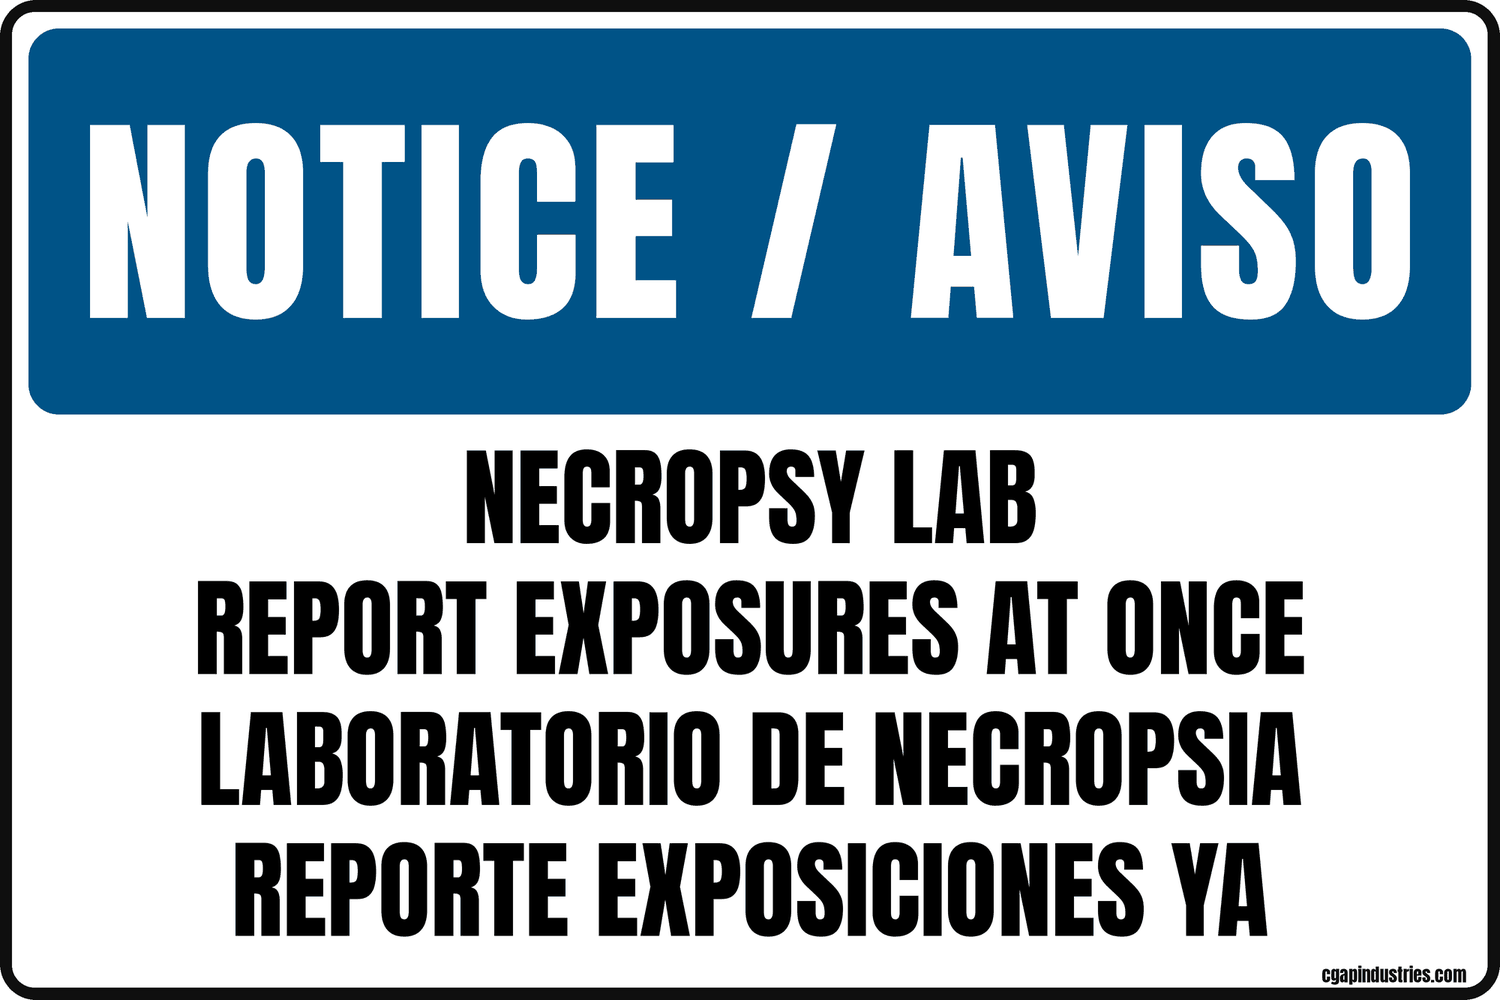 NOTICE / AVISO
NECROPSY LAB
REPORT EXPOSURES AT ONCE
LABORATORIO DE NECROPSIA
REPORTE EXPOSICIONES YA
cgapindustries.com